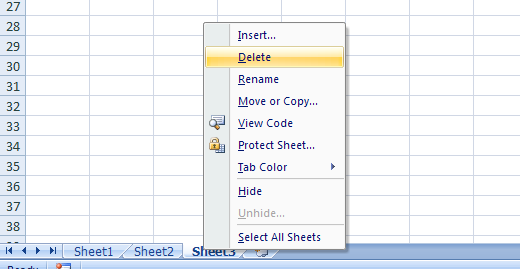 27
28
29
30
31
32
33
34
35
36
37
38
Insert...
Delete
Rename
Move or Copy...
View Code
Protect Sheet...
Tab Color
Hide
Unhide...
Select All Sheets
Sheet1 Sheet2 Sheet3